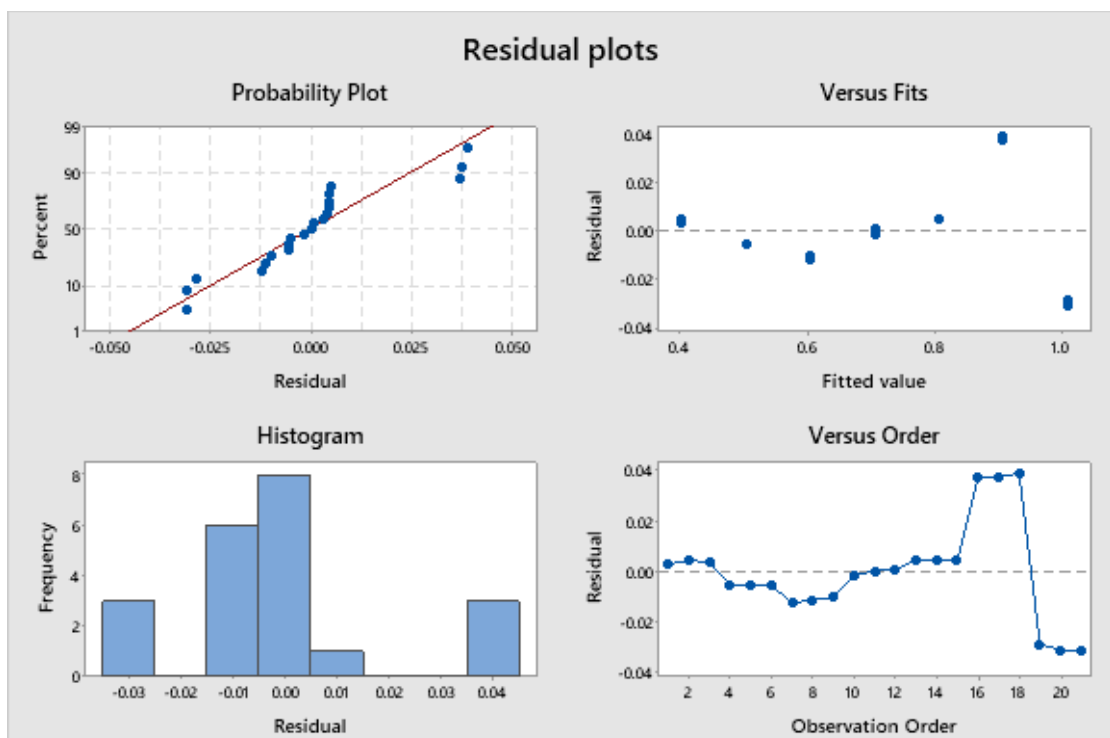 Residual plots
Probability Plot
99
90
50
10
1
Percent
-0.050 -0.025 0.000 0.025 0.050
Residual
Versus Fits
0.04
0.02
0.00
-0.02
-0.04
Residual
0.4 0.6 0.8 1.0
Fitted value
Histogram
8
6
4
2
0
Frequency
-0.03 -0.02 -0.01 0.00 0.01 0.02 0.03 0.04
Residual
Versus Order
0.04
0.02
0.00
-0.02
-0.04
Residual
2 4 6 8 10 12 14 16 18 20
Observation Order